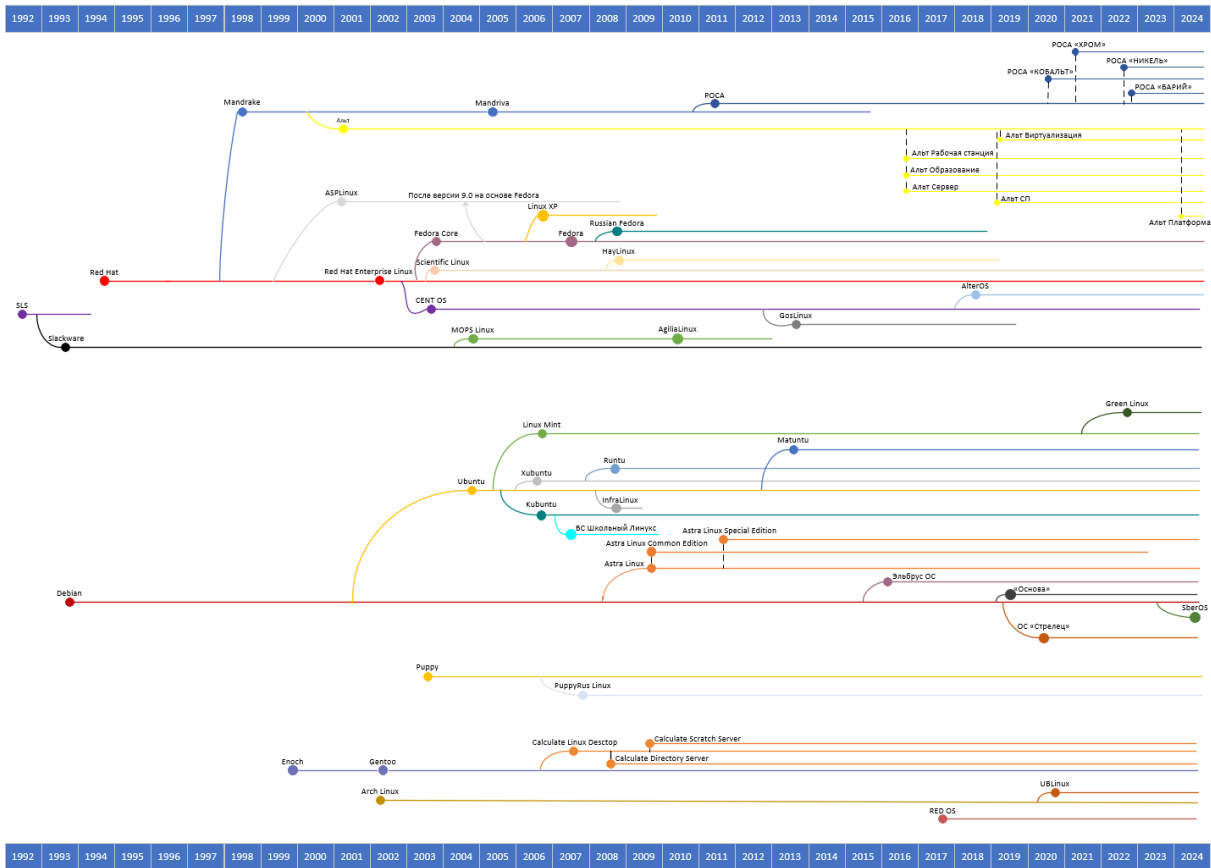 1992 1993 1994 1995 1996 1997 1998 1999 2000 2001 2002 2003 2004 2005 2006 2007 2008 2009 2010 2011 2012 2013 2014 2015 2016 2017 2018 2019 2020 2021 2022 2023 2024
РОСА «ХРОМ»
РОСА «НИКЕЛЬ»
РОСА «КОБАЛЬТ»
РОСА «БАРИЙ»
РОСА
Mandrake
Mandriva
Альт
Альт Виртуализация
Альт Рабочая станция
Альт Образование
Альт Сервер
Альт СП
Альт Платформа
ASPLinux
После версии 9.0 на основе Fedora
Linux XP
Russian Fedora
Fedora Core
Fedora
HayLinux
Scientific Linux
Red Hat
Red Hat Enterprise Linux
AlterOS
CENT OS
SLS
GosLinux
MOPS Linux
AgiliaLinux
Slackware
Green Linux
Linux Mint
Matuntu
Runtu
Xubuntu
Ubuntu
InfraLinux
Kubuntu
ВС Школьный Линукс
Astra Linux Special Edition
Astra Linux Common Edition
Astra Linux
Эльбрус ОС
«Основа»
Debian
SberOS
ОС «Стрелец»
Puppy
PuppyRus Linux
Calculate Scratch Server
Calculate Linux Desctop
Calculate Directory Server
Enoch
Gentoo
UBLinux
Arch Linux
RED OS
1992 1993 1994 1995 1996 1997 1998 1999 2000 2001 2002 2003 2004 2005 2006 2007 2008 2009 2010 2011 2012 2013 2014 2015 2016 2017 2018 2019 2020 2021 2022 2023 2024